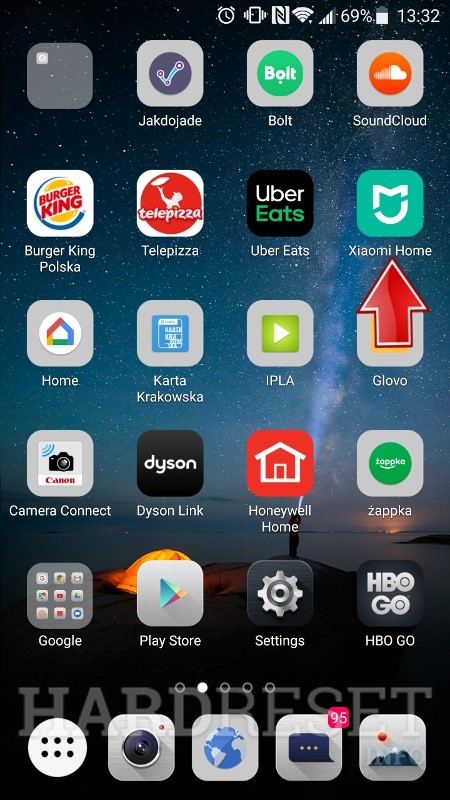 69% 13:32
Jakdojade
Bolt
Bolt
SoundCloud
BURGER
KING
telepizza
Uber
Eats
Burger King
Polska
Telepizza
Uber Eats
Xiaomi Home
Home
Karta
Krakowska
IPLA
Glovo
Canon
dyson
żappka
Camera Connect
Dyson Link
Honeywell
Home
żappka
HBO
GO
Google
Play Store
Settings
HBO GO
HARDRESET
95
INFO